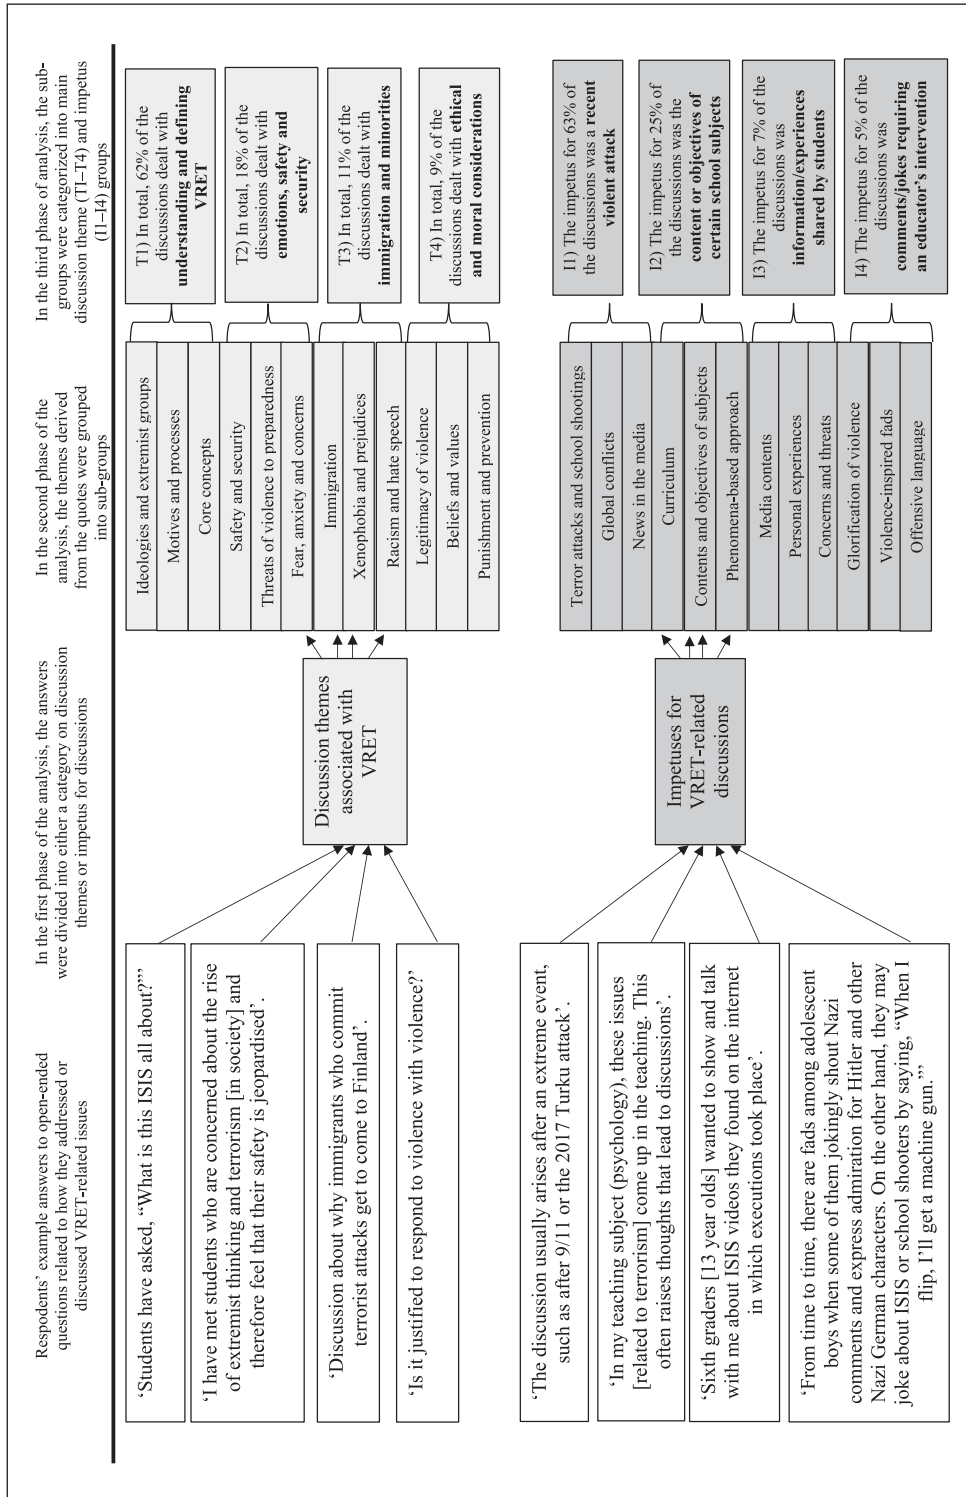 Respodents' example answers to open-ended
questions related to how they addressed or
discussed VRET-related issues
In the first phase of the analysis, the answers
were divided into either a category on discussion
themes or impetus for discussions
In the second phase of the
analysis, the themes derived
from the quotes were grouped
into sub-groups
In the third phase of analysis, the sub-
groups were categorized into main
discussion theme (T1–T4) and impetus
(I1–I4) groups
‘Students have asked, “What is this ISIS all about?”’
‘I have met students who are concerned about the rise
of extremist thinking and terrorism [in society] and
therefore feel that their safety is jeopardised’.
‘Discussion about why immigrants who commit
terrorist attacks get to come to Finland’.
‘Is it justified to respond to violence with violence?’
Discussion themes
associated with
VRET
Ideologies and extremist groups
Motives and processes
Core concepts
Safety and security
Threats of violence to preparedness
Fear, anxiety and concerns
Immigration
Xenophobia and prejudices
Racism and hate speech
Legitimacy of violence
Beliefs and values
Punishment and prevention
T1) In total, 62% of the
discussions dealt with
understanding and defining
VRET
T2) In total, 18% of the
discussions dealt with
emotions, safety and
security
T3) In total, 11% of the
discussions dealt with
immigration and minorities
T4) In total, 9% of the
discussions dealt with ethical
and moral considerations
‘The discussion usually arises after an extreme event,
such as after 9/11 or the 2017 Turku attack’.
‘In my teaching subject (psychology), these issues
[related to terrorism] come up in the teaching. This
often raises thoughts that lead to discussions’.
‘Sixth graders [13 year olds] wanted to show and talk
with me about ISIS videos they found on the internet
in which executions took place’.
‘From time to time, there are fads among adolescent
boys when some of them jokingly shout Nazi
comments and express admiration for Hitler and other
Nazi German characters. On the other hand, they may
joke about ISIS or school shooters by saying, “When I
flip, I’ll get a machine gun.”’
Impetuses for
VRET-related
discussions
Terror attacks and school shootings
Global conflicts
News in the media
Curriculum
Contents and objectives of subjects
Phenomena-based approach
Media contents
Personal experiences
Concerns and threats
Glorification of violence
Violence-inspired fads
Offensive language
I1) The impetus for 63% of
the discussions was a recent
violent attack
I2) The impetus for 25% of
the discussions was the
content or objectives of
certain school subjects
I3) The impetus for 7% of the
discussions was
information/experiences
shared by students
I4) The impetus for 5% of the
discussions was
comments/jokes requiring
an educator’s intervention